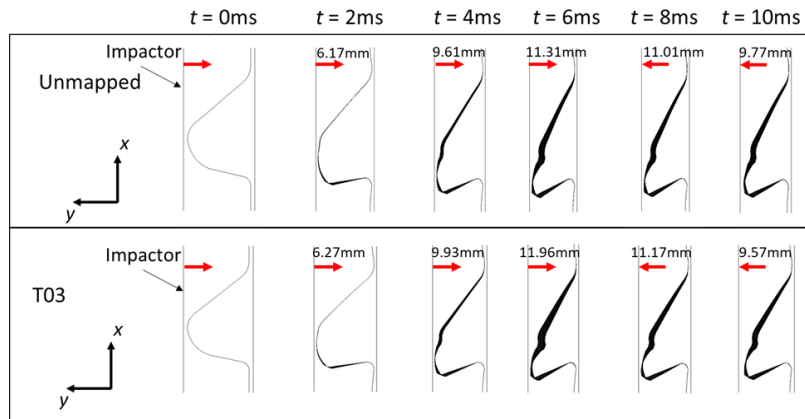 t = 0ms t = 2ms t = 4ms t = 6ms t = 8ms t = 10ms
Impactor 6.17mm 9.61mm 11.31mm 11.01mm 9.77mm
Unmapped
x
y
Impactor 6.27mm 9.93mm 11.96mm 11.17mm 9.57mm
T03
x
y